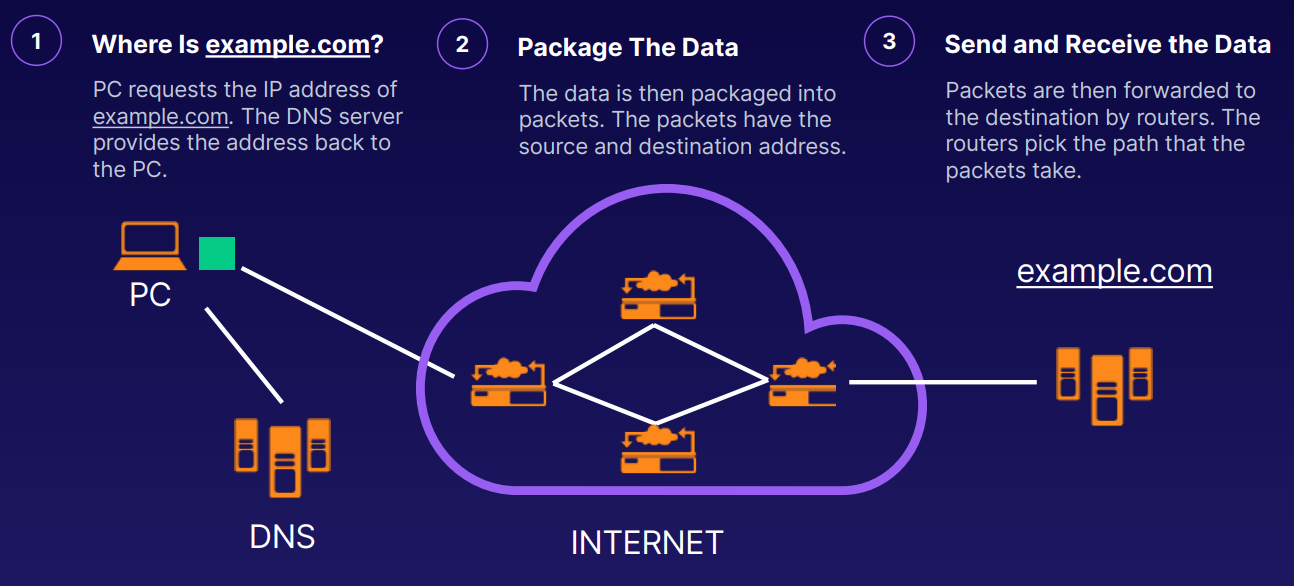 1
Where Is example.com?
PC requests the IP address of
example.com. The DNS server
provides the address back to
the PC.
2
Package The Data
The data is then packaged into
packets. The packets have the
source and destination address.
3
Send and Receive the Data
Packets are then forwarded to
the destination by routers. The
routers pick the path that the
packets take.
PC
DNS
INTERNET
example.com